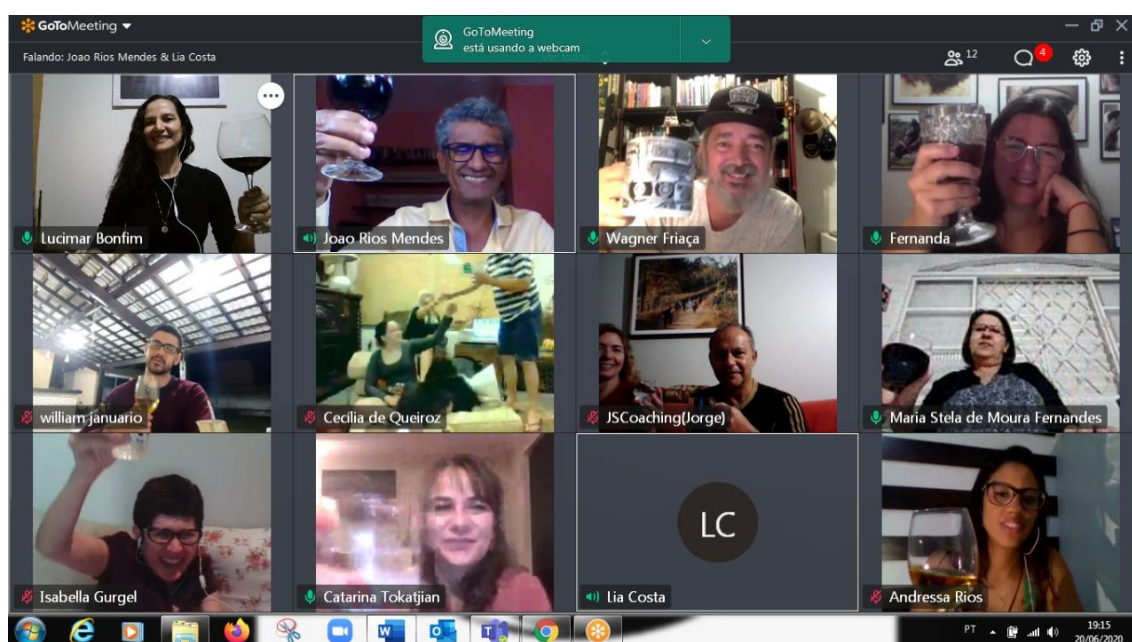 GoToMeeting
GoToMeeting
está usando a webcam
Falando: Joao Rios Mendes & Lia Costa
12
4
Lucimar Bonfim
Joao Rios Mendes
Wagner Friaça
Fernanda
william januario
Cecília de Queiroz
JSCoaching(Jorge)
Maria Stela de Moura Fernandes
LC
Isabella Gurgel
Catarina Tokatjian
Lia Costa
Andressa Rios
PT
19:15
20/06/2020